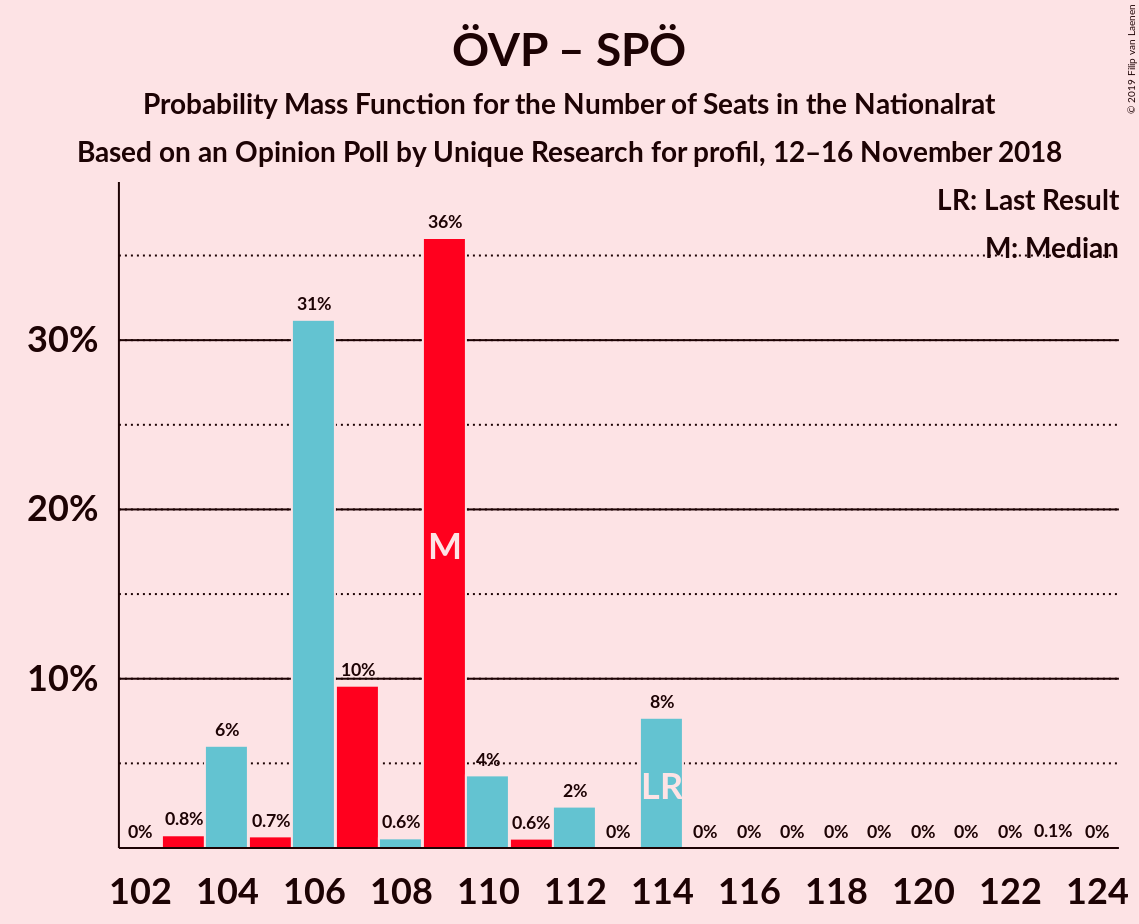 ÖVP – SPÖ
Probability Mass Function for the Number of Seats in the Nationalrat
Based on an Opinion Poll by Unique Research for profil, 12–16 November 2018
© 2019 Filip van Laenen
LR: Last Result
M: Median
30%
20%
10%
0% 0.8% 6% 0.7% 31% 10% 0.6% 36% 4% 0.6% 2% 0% 8% 0% 0% 0% 0% 0% 0% 0% 0% 0.1% 0%
M
LR
102 104 106 108 110 112 114 116 118 120 122 124